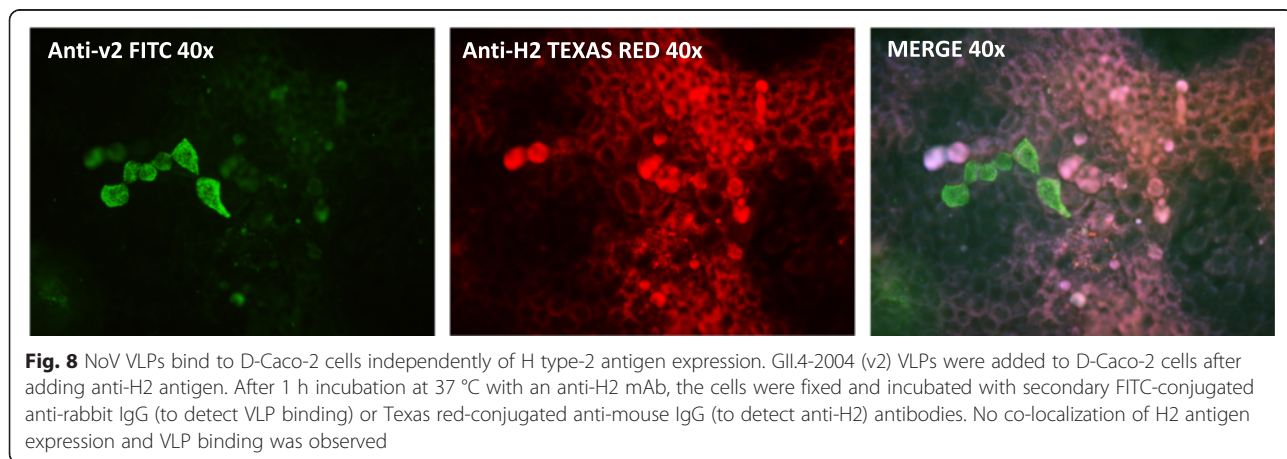 Anti-v2 FITC 40x
Anti-H2 TEXAS RED 40x
MERGE 40x
Fig. 8 NoV VLPs bind to D-Caco-2 cells independently of H type-2 antigen expression. GII.4-2004 (v2) VLPs were added to D-Caco-2 cells after
adding anti-H2 antigen. After 1 h incubation at 37 °C with an anti-H2 mAb, the cells were fixed and incubated with secondary FITC-conjugated
anti-rabbit IgG (to detect VLP binding) or Texas red-conjugated anti-mouse IgG (to detect anti-H2) antibodies. No co-localization of H2 antigen
expression and VLP binding was observed